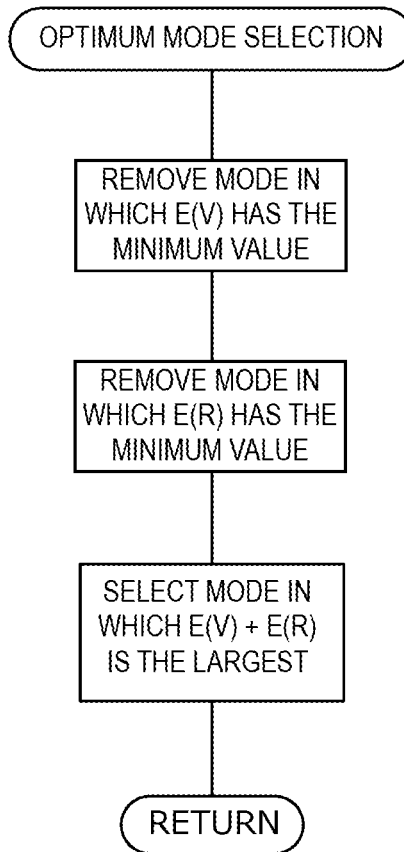 OPTIMUM MODE SELECTION
REMOVE MODE IN
WHICH E(V) HAS THE
MINIMUM VALUE
REMOVE MODE IN
WHICH E(R) HAS THE
MINIMUM VALUE
SELECT MODE IN
WHICH E(V) + E(R)
IS THE LARGEST
RETURN